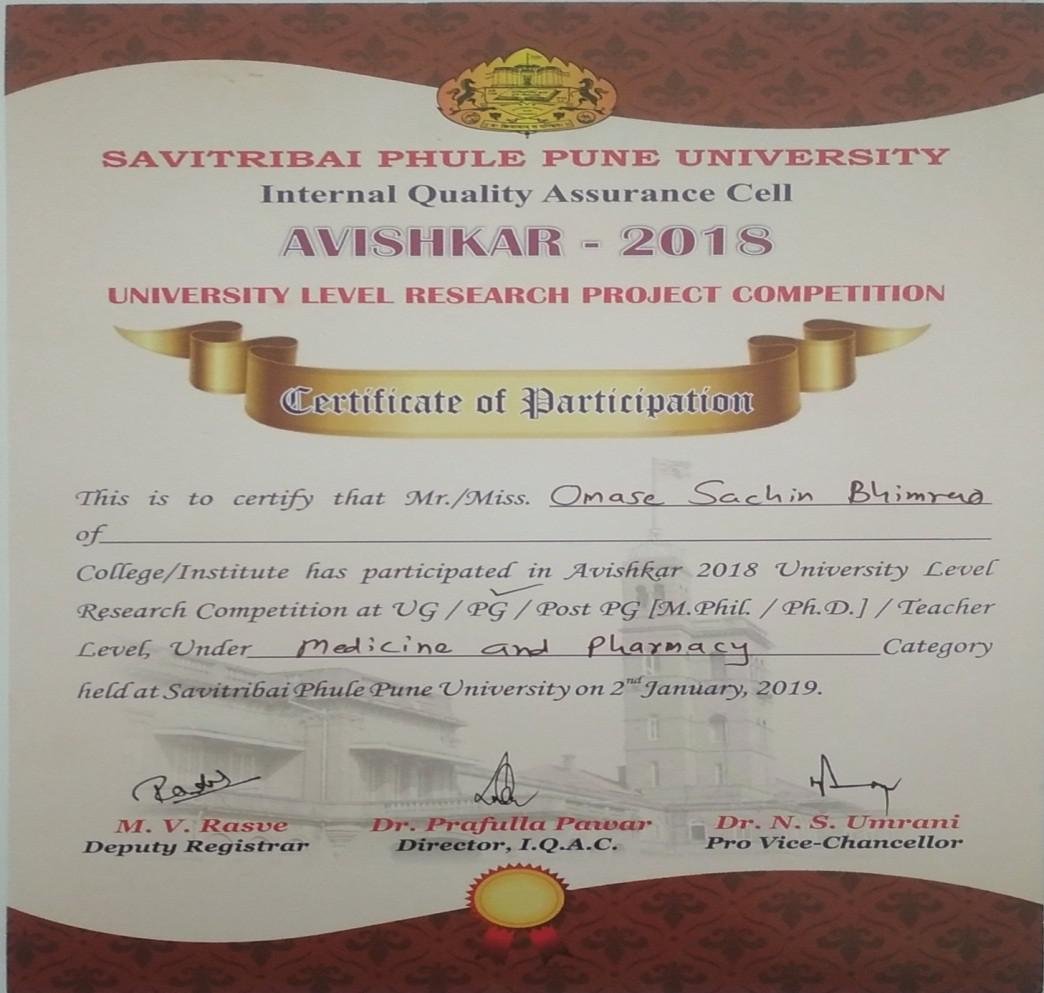 SAVITRIBAI PHULE PUNE UNIVERSITY
Internal Quality Assurance Cell
AVISHKAR - 2018
UNIVERSITY LEVEL RESEARCH PROJECT COMPETITION
Certificate of Participation
This is to certify that Mr./Miss. Omase Sachin Bhimrao
of
College/Institute has participated in Avishkar 2018 University Level
Research Competition at UG / PG / Post PG [M.Phil. / Ph.D.] / Teacher
Level, Under Medicine and Pharmacy Category
held at Savitribai Phule Pune University on 2nd January, 2019.
M. V. Rasve Dr. Prafulla Pawar Dr. N. S. Umrani
Deputy Registrar Director, I.Q.A.C. Pro Vice-Chancellor